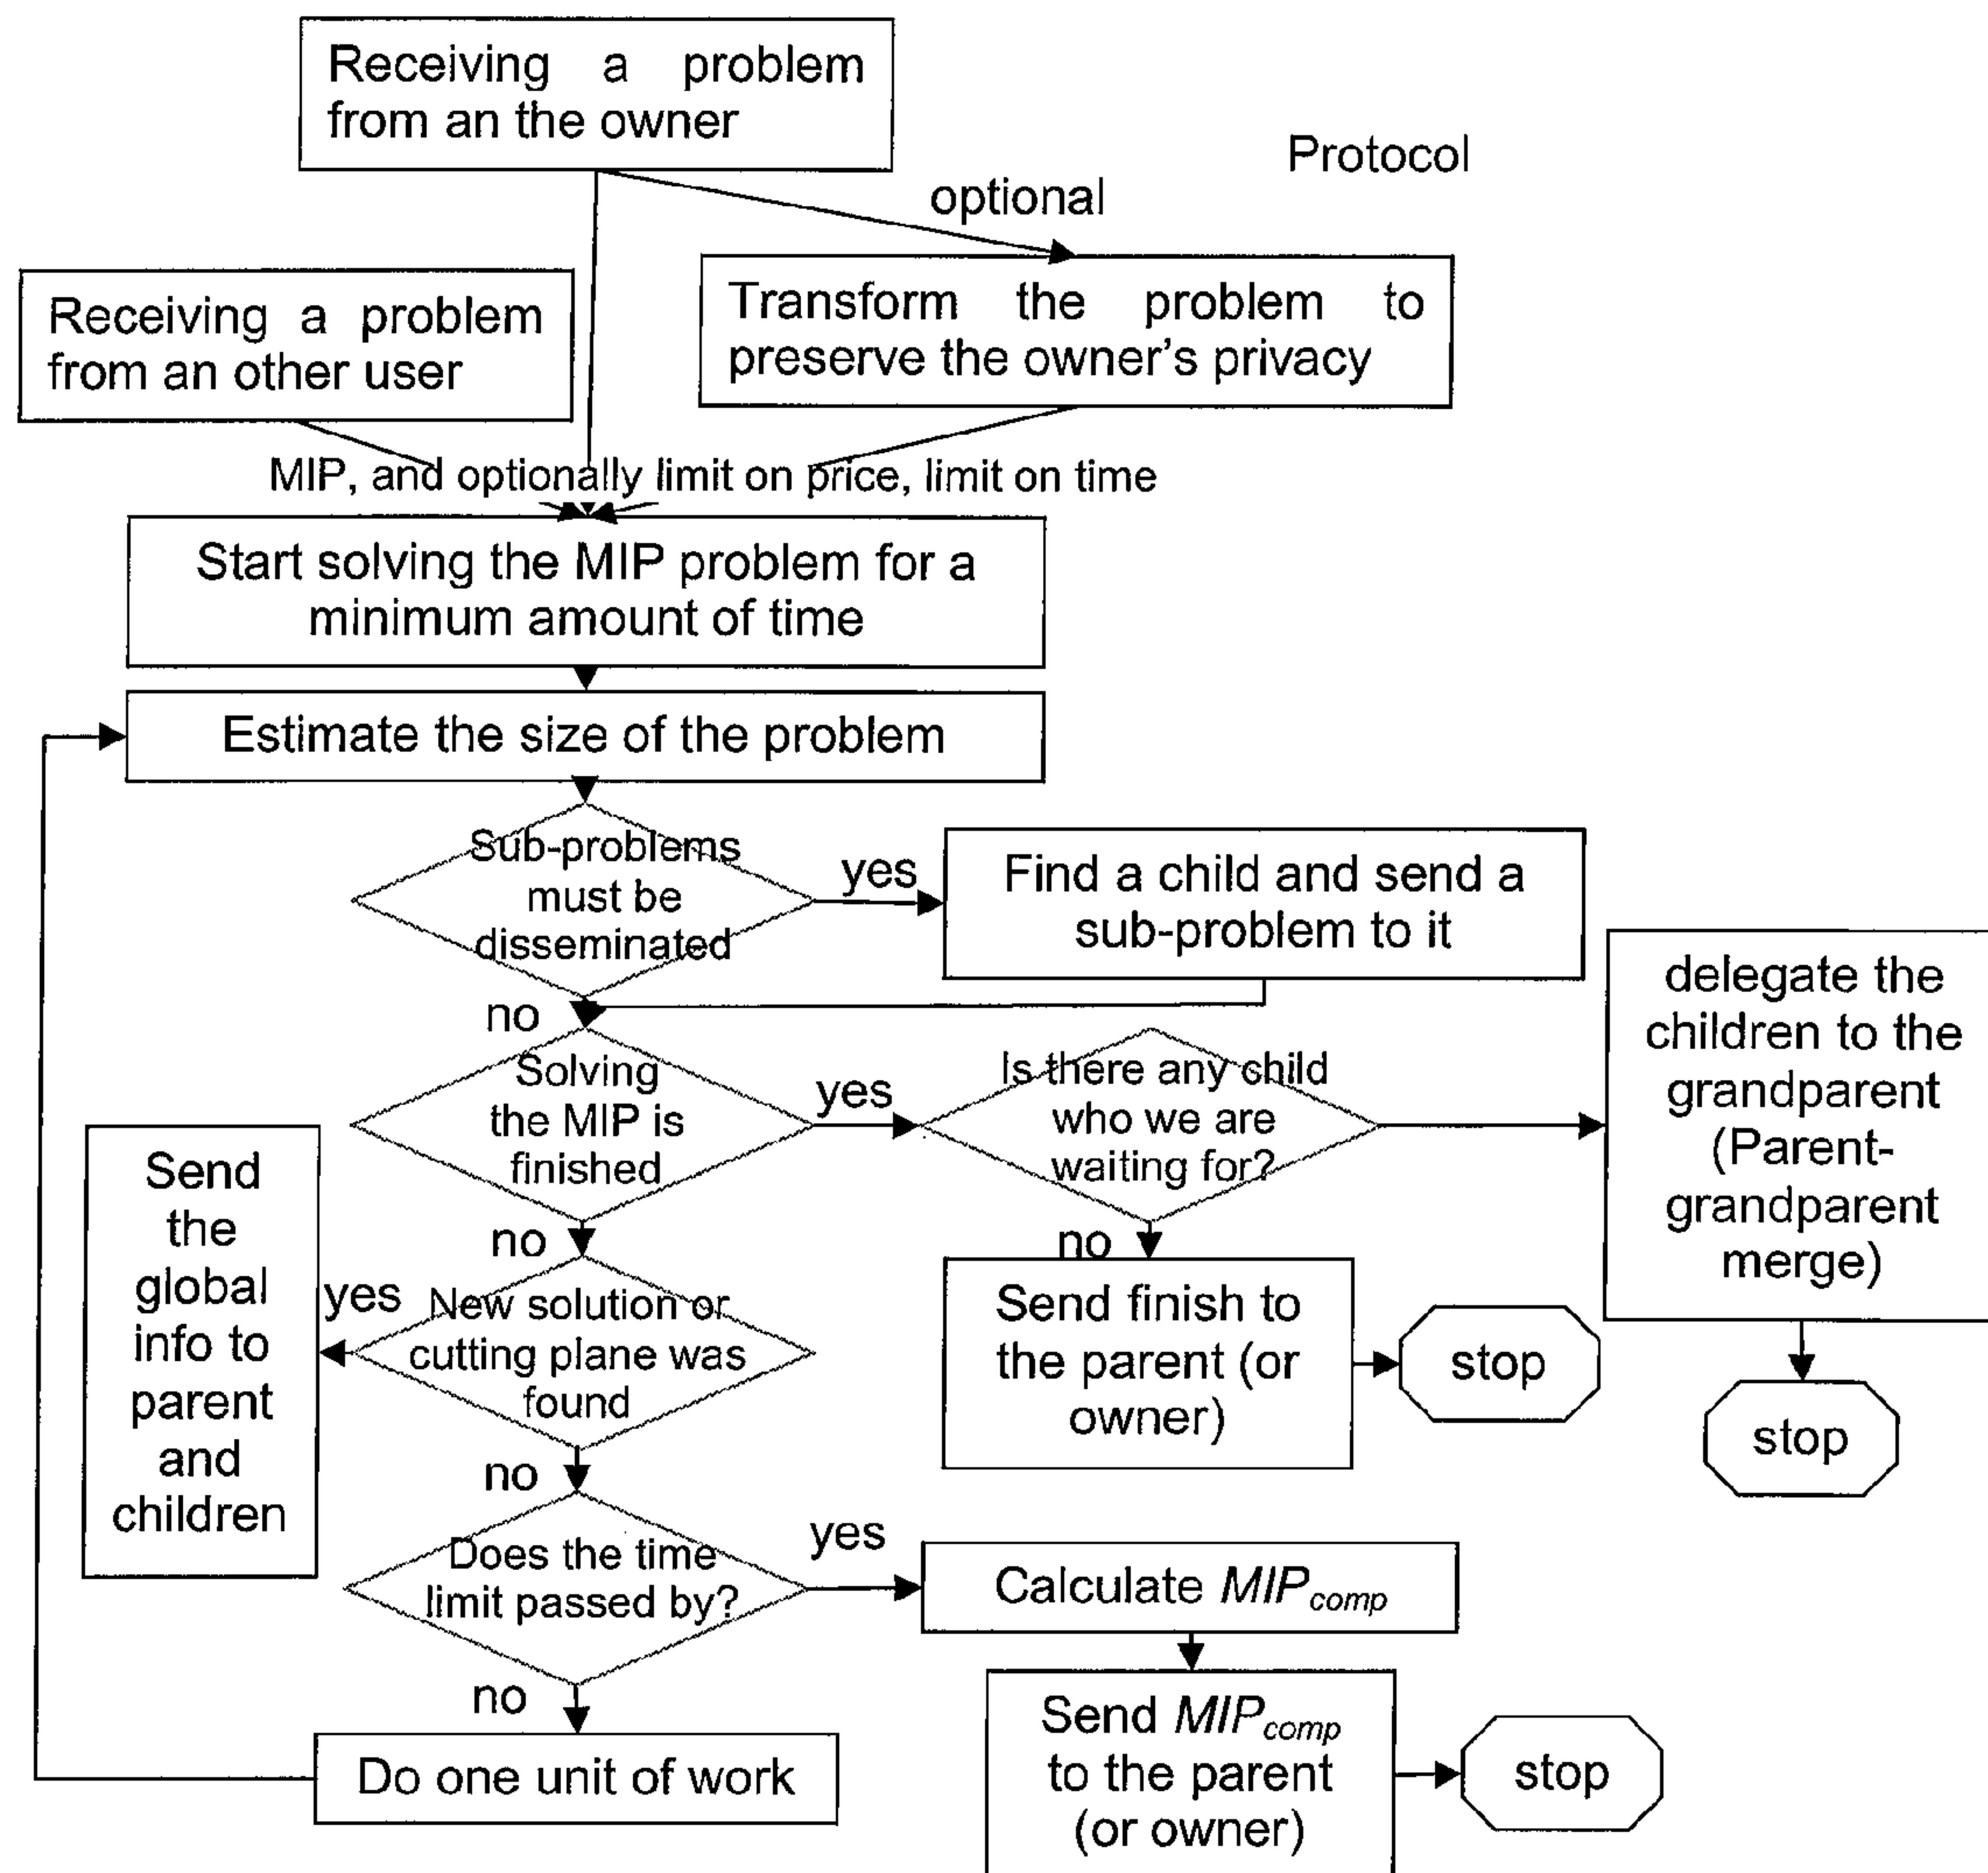 Receiving a problem
from an the owner
Protocol
optional
Receiving a problem
from an other user
Transform the problem to
preserve the owner's privacy
MIP, and optionally limit on price, limit on time
Start solving the MIP problem for a
minimum amount of time
Estimate the size of the problem
Sub-problems
must be
disseminated
yes
Find a child and send a
sub-problem to it
no
delegate the
children to the
grandparent
(Parent-
grandparent
merge)
stop
Solving
the MIP is
finished
yes
Is there any child
who we are
waiting for?
no
Send finish to
the parent (or
owner)
stop
no
New solution or
cutting plane was
found
yes
Send
the
global
info to
parent
and
children
no
Does the time
limit passed by?
yes
Calculate MIPcomp
Send MIPcomp
to the parent
(or owner)
stop
no
Do one unit of work